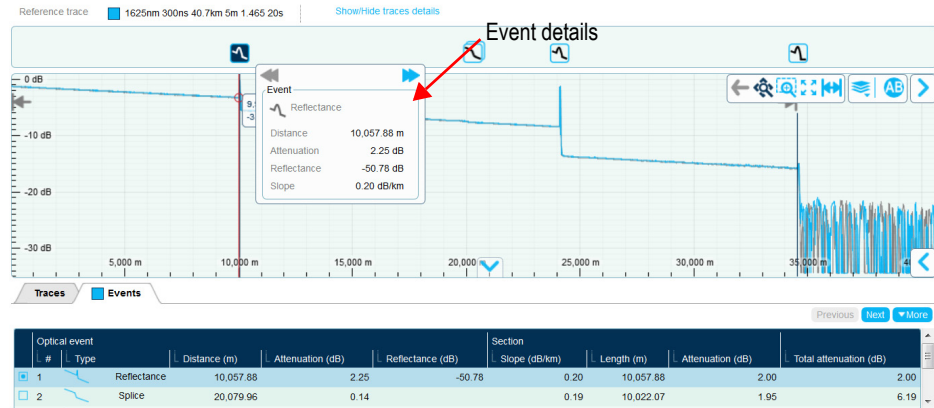 Reference trace 1625nm 300ns 40.7km 5m 1.465 20s Show/Hide traces details
Event details
0 dB
-10 dB
-20 dB
-30 dB
5,000 m 10,000 m 15,000 m 20,000 m 25,000 m 30,000 m 35,000 m
AB
Event
Reflectance
Distance 10,057.88 m
Attenuation 2.25 dB
Reflectance -50.78 dB
Slope 0.20 dB/km
Traces Events
Previous Next More
Optical event Section
# Type Distance (m) Attenuation (dB) Reflectance (dB) Slope (dB/km) Length (m) Attenuation (dB) Total attenuation (dB)
1 Reflectance 10,057.88 2.25 -50.78 0.20 10,057.88 2.00 2.00
2 Splice 20,079.96 0.14 0.19 10,022.07 1.95 6.19